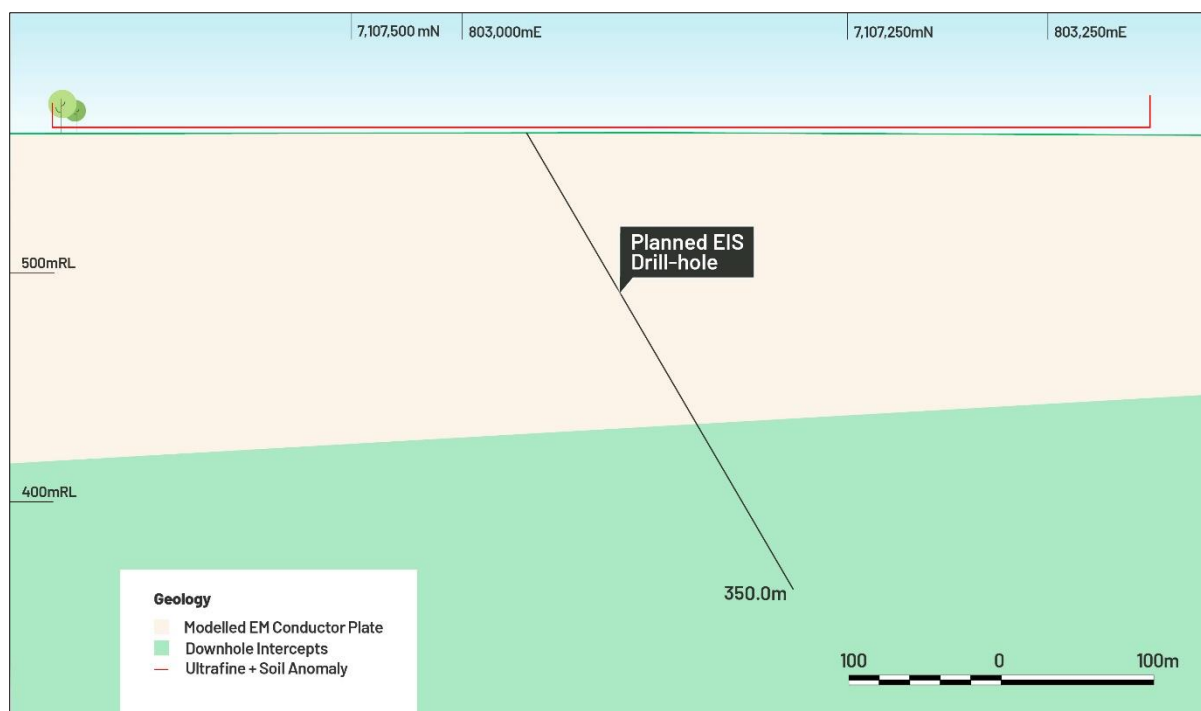 7,107,500 mN
803,000mE
7,107,250mN
803,250mE
Planned EIS
Drill-hole
500mRL
400mRL
350.0m
Geology
Modelled EM Conductor Plate
Downhole Intercepts
Ultrafine + Soil Anomaly
100 0 100m